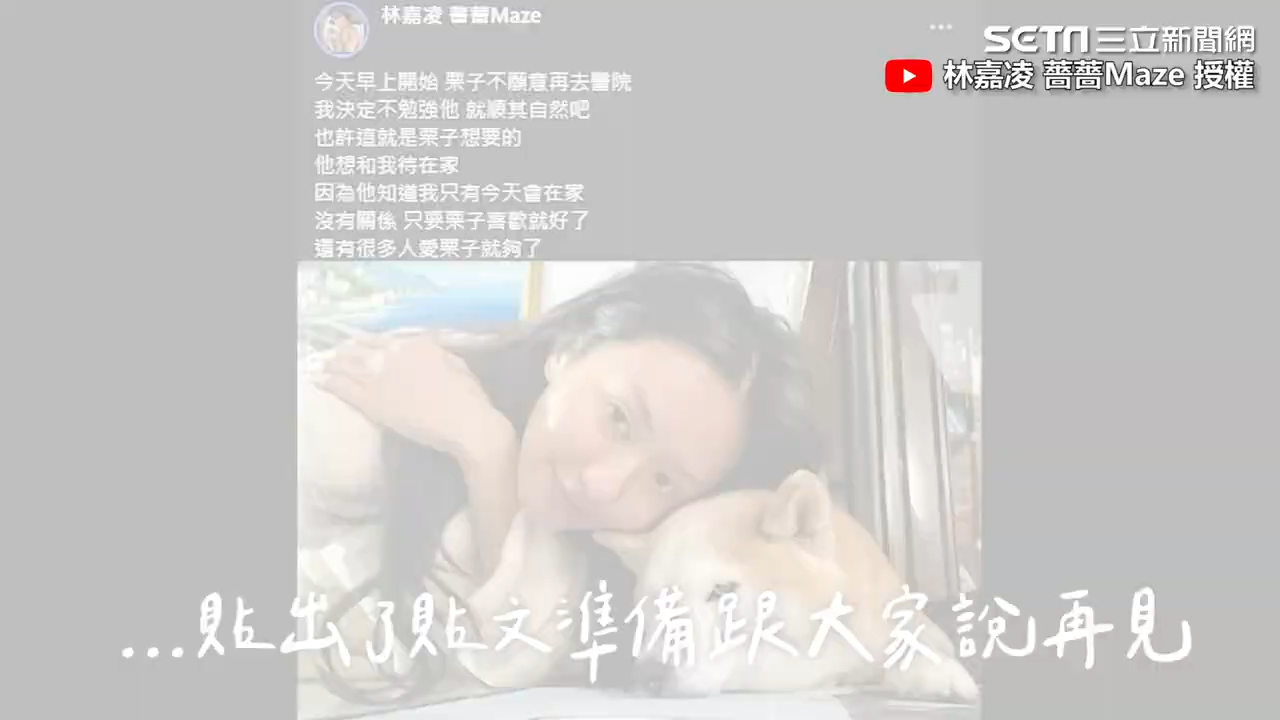 林嘉凌 薔薔Maze
SETN三立新聞網
林嘉凌 薔薔Maze 授權
今天早上開始 栗子不願意再去醫院
我決定不勉強他 就順其自然吧
也許這就是栗子想要的
他想和我待在家
因為他知道我只有今天會在家
沒有關係 只要栗子喜歡就好了
還有很多人愛栗子就夠了
...貼出了貼文準備跟大家說再見